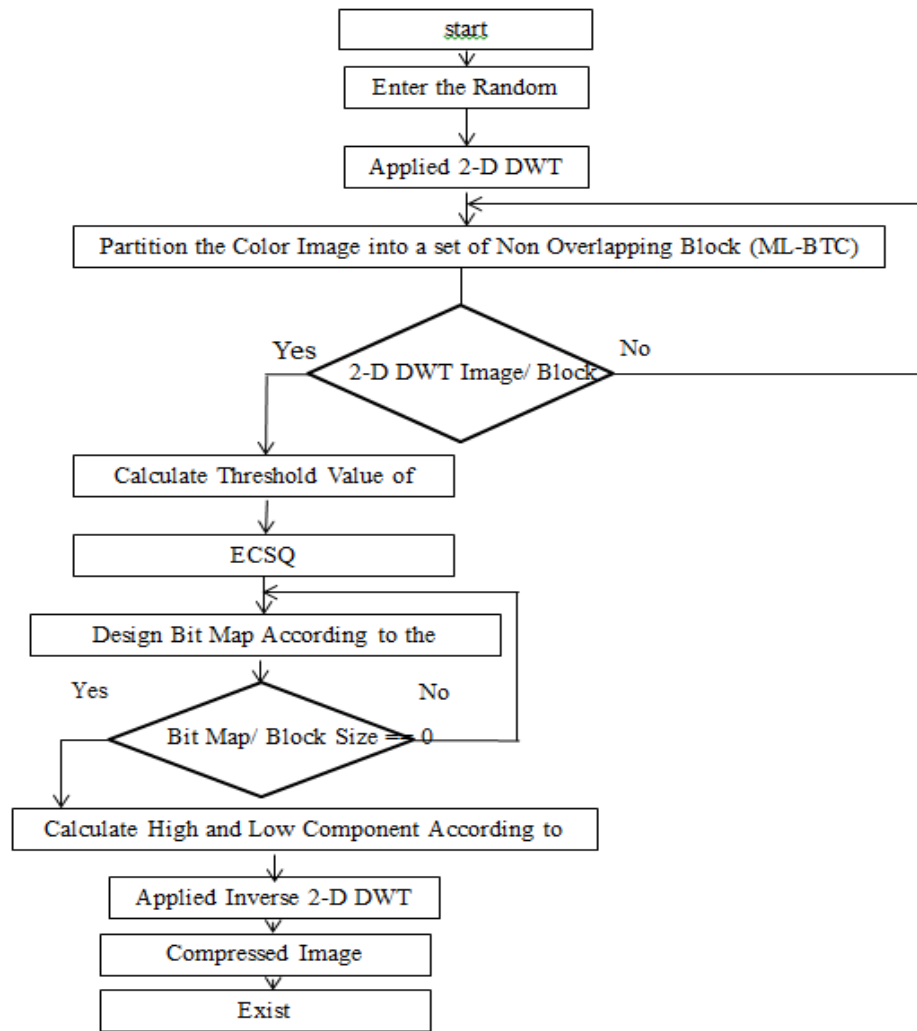 start
Enter the Random
Applied 2-D DWT
Partition the Color Image into a set of Non Overlapping Block (ML-BTC)
Yes
No
2-D DWT Image/ Block
Calculate Threshold Value of
ECSQ
Design Bit Map According to the
Yes
No
Bit Map/ Block Size == 0
Calculate High and Low Component According to
Applied Inverse 2-D DWT
Compressed Image
Exist